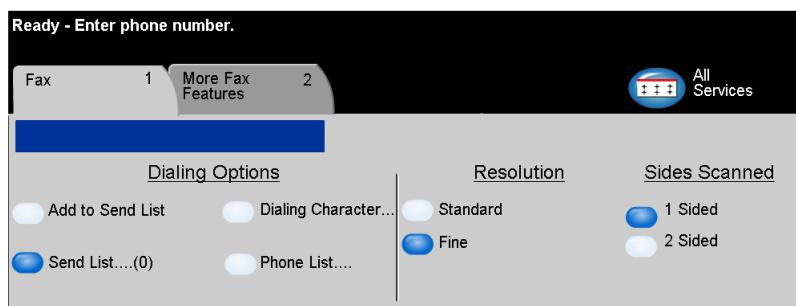 Ready - Enter phone number.
Fax 1
More Fax 2
Features
All
Services
Dialing Options
Resolution
Sides Scanned
Add to Send List
Dialing Character...
Standard
1 Sided
Send List....(0)
Phone List....
Fine
2 Sided